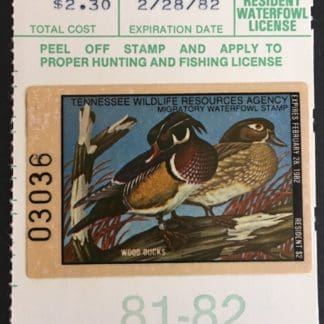 $2.30 2/28/82 RESIDENT
WATERFOWL
LICENSE
TOTAL COST EXPIRATION DATE
PEEL OFF STAMP AND APPLY TO
PROPER HUNTING AND FISHING LICENSE
TENNESSEE WILDLIFE RESOURCES AGENCY
MIGRATORY WATERFOWL STAMP
EXPIRES FEBRUARY 28, 1982
RESIDENT $2
03036
WOOD DUCKS
81-82